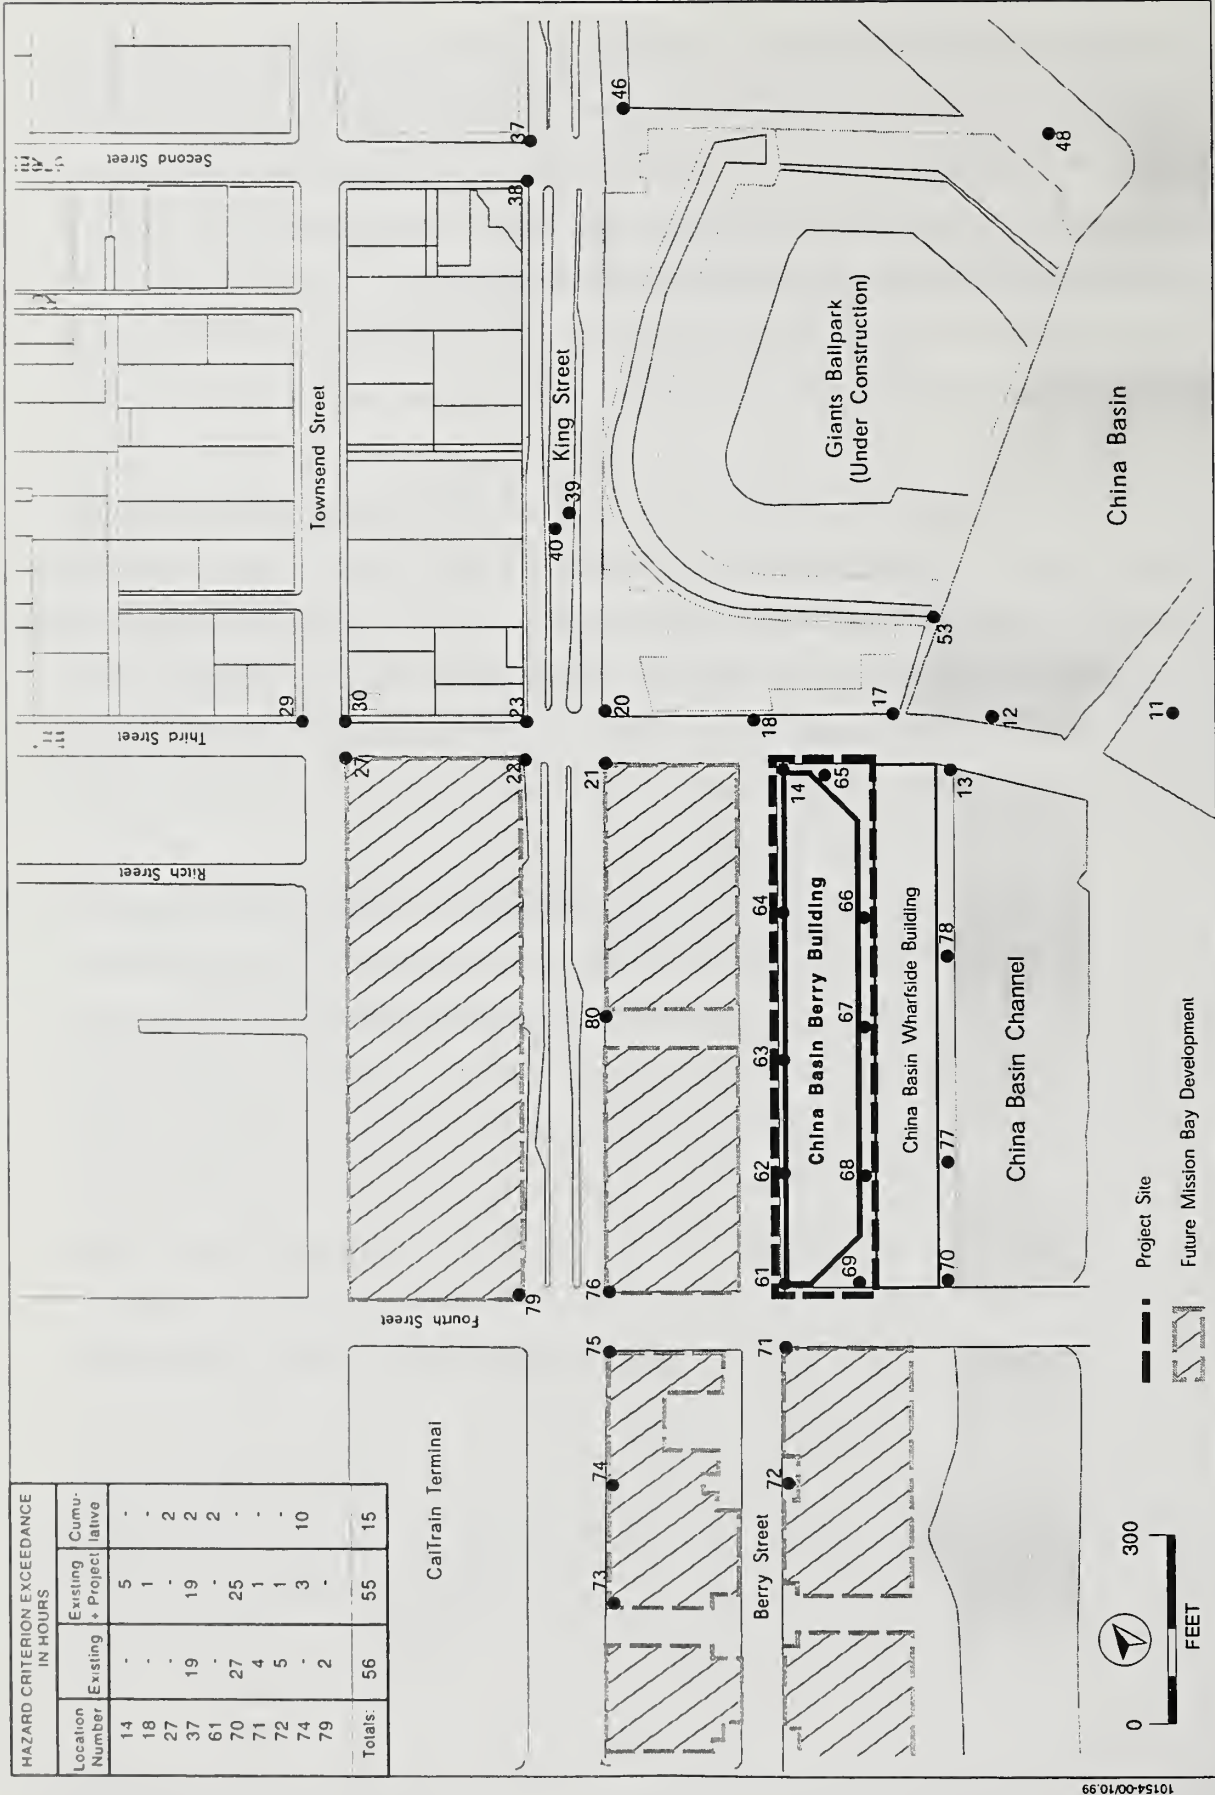 HAZARD CRITERION EXCEEDANCE
IN HOURS
Location Number | Existing | Existing + Project | Cumu-lative
14 - 5 -
18 - 1 -
27 - - 2
37 19 19 2
61 - - 2
70 27 25 -
71 4 1 -
72 5 1 -
74 - 3 10
79 2 - -
Totals: 56 55 15
CalTrain Terminal
Fourth Street
Ritch Street
Third Street
Second Street
Townsend Street
King Street
Berry Street
29
30
27
23
22
37
38
46
48
40
39
20
21
18
17
53
12
11
13
14
65
64
66
63
67
62
68
61
69
78
77
70
80
79
76
75
74
73
71
72
Giants Ballpark
(Under Construction)
China Basin
China Basin Berry Building
China Basin Wharfside Building
China Basin Channel
Project Site
Future Mission Bay Development
0
300
FEET
10154-00/10.99